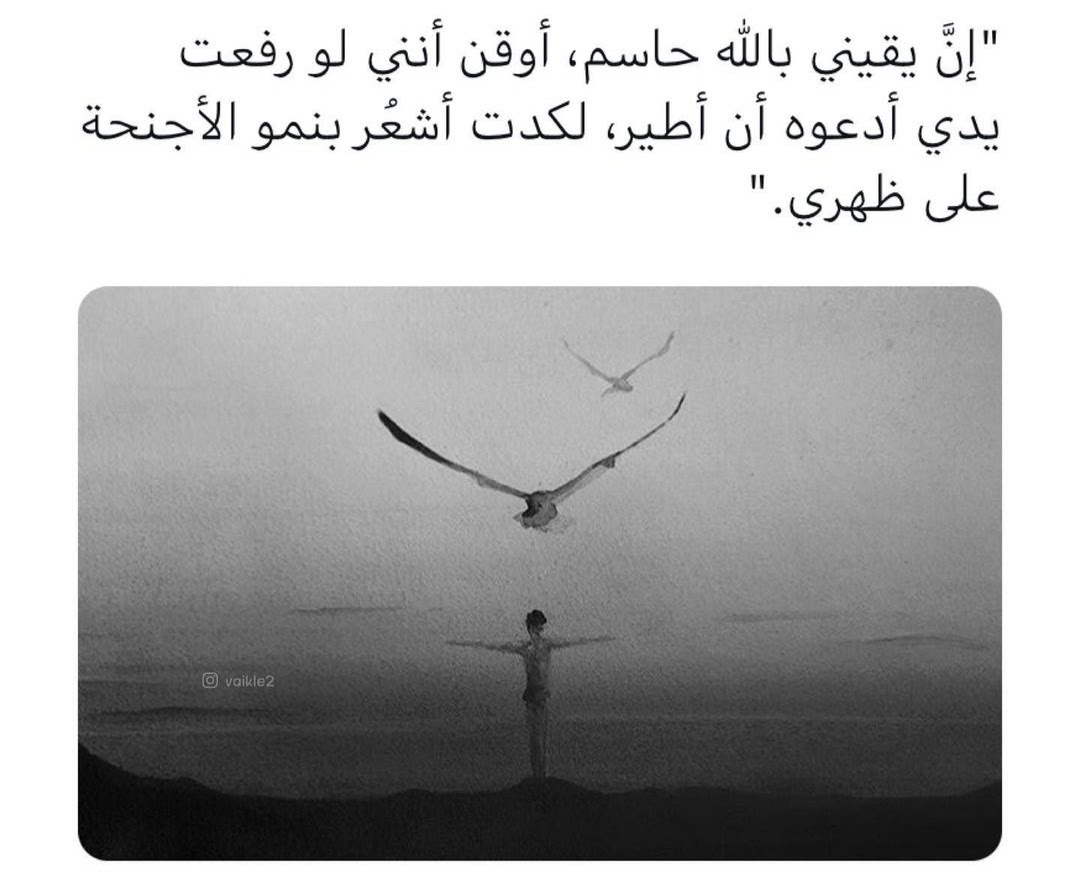 "إنَّ يقيني بالله حاسم، أوقن أنني لو رفعت
يدي أدعوه أن أطير، لكدت أشعُر بنمو الأجنحة
على ظهري."
vaikle2